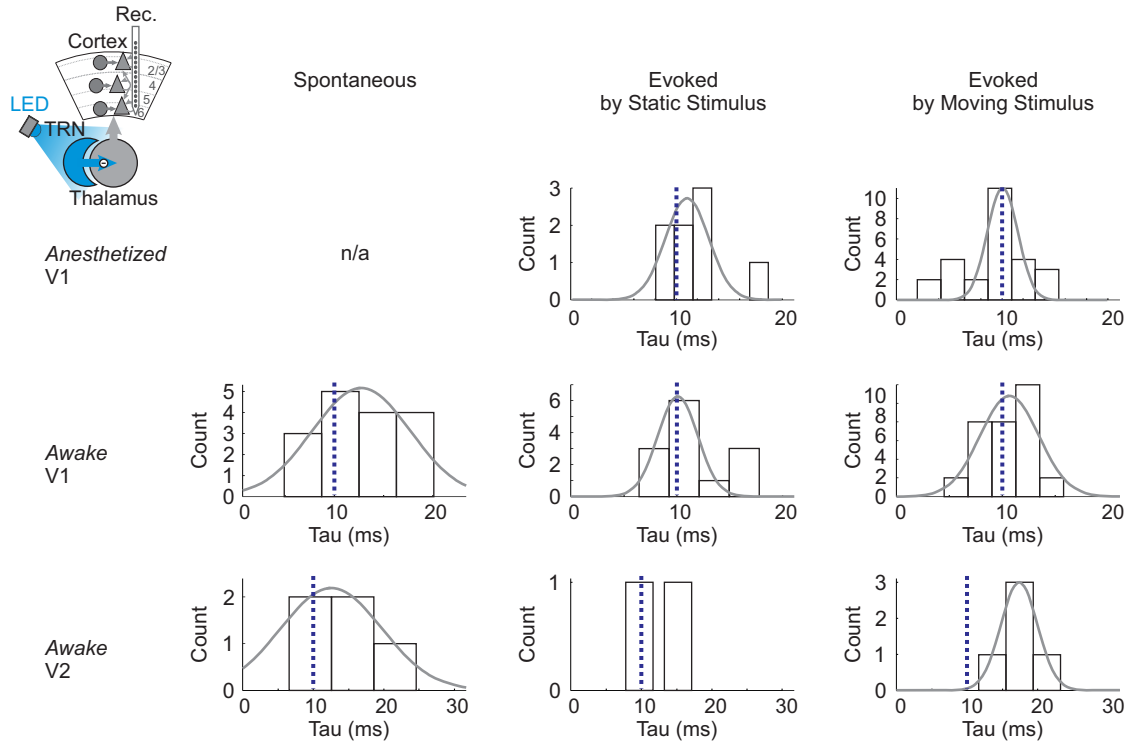 Rec.
Cortex
2/3
4
5
6
LED
TRN
Thalamus
Spontaneous
Evoked
by Static Stimulus
Evoked
by Moving Stimulus
Anesthetized
V1
n/a
Count
3
2
1
0
0 10 20
Tau (ms)
Count
10
8
6
4
2
0
0 10 20
Tau (ms)
Awake
V1
Count
5
4
3
2
1
0
0 10 20
Tau (ms)
Count
6
4
2
0
0 10 20
Tau (ms)
Count
10
8
6
4
2
0
0 10 20
Tau (ms)
Awake
V2
Count
2
1
0
0 10 20 30
Tau (ms)
Count
1
0
0 10 20 30
Tau (ms)
Count
3
2
1
0
0 10 20 30
Tau (ms)